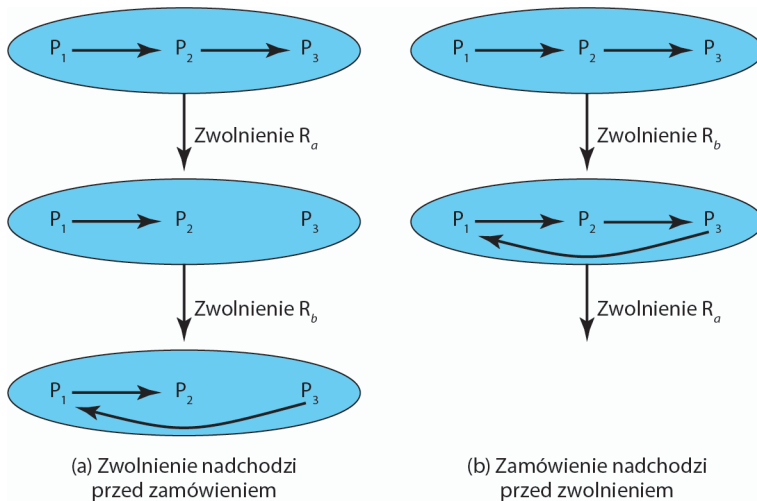 P1 P2 P3
Zwolnienie Ra
P1 P2 P3
Zwolnienie Rb
P1 P2 P3
(a) Zwolnienie nadchodzi
przed zamówieniem
P1 P2 P3
Zwolnienie Rb
P1 P2 P3
Zwolnienie Ra
(b) Zamówienie nadchodzi
przed zwolnieniem